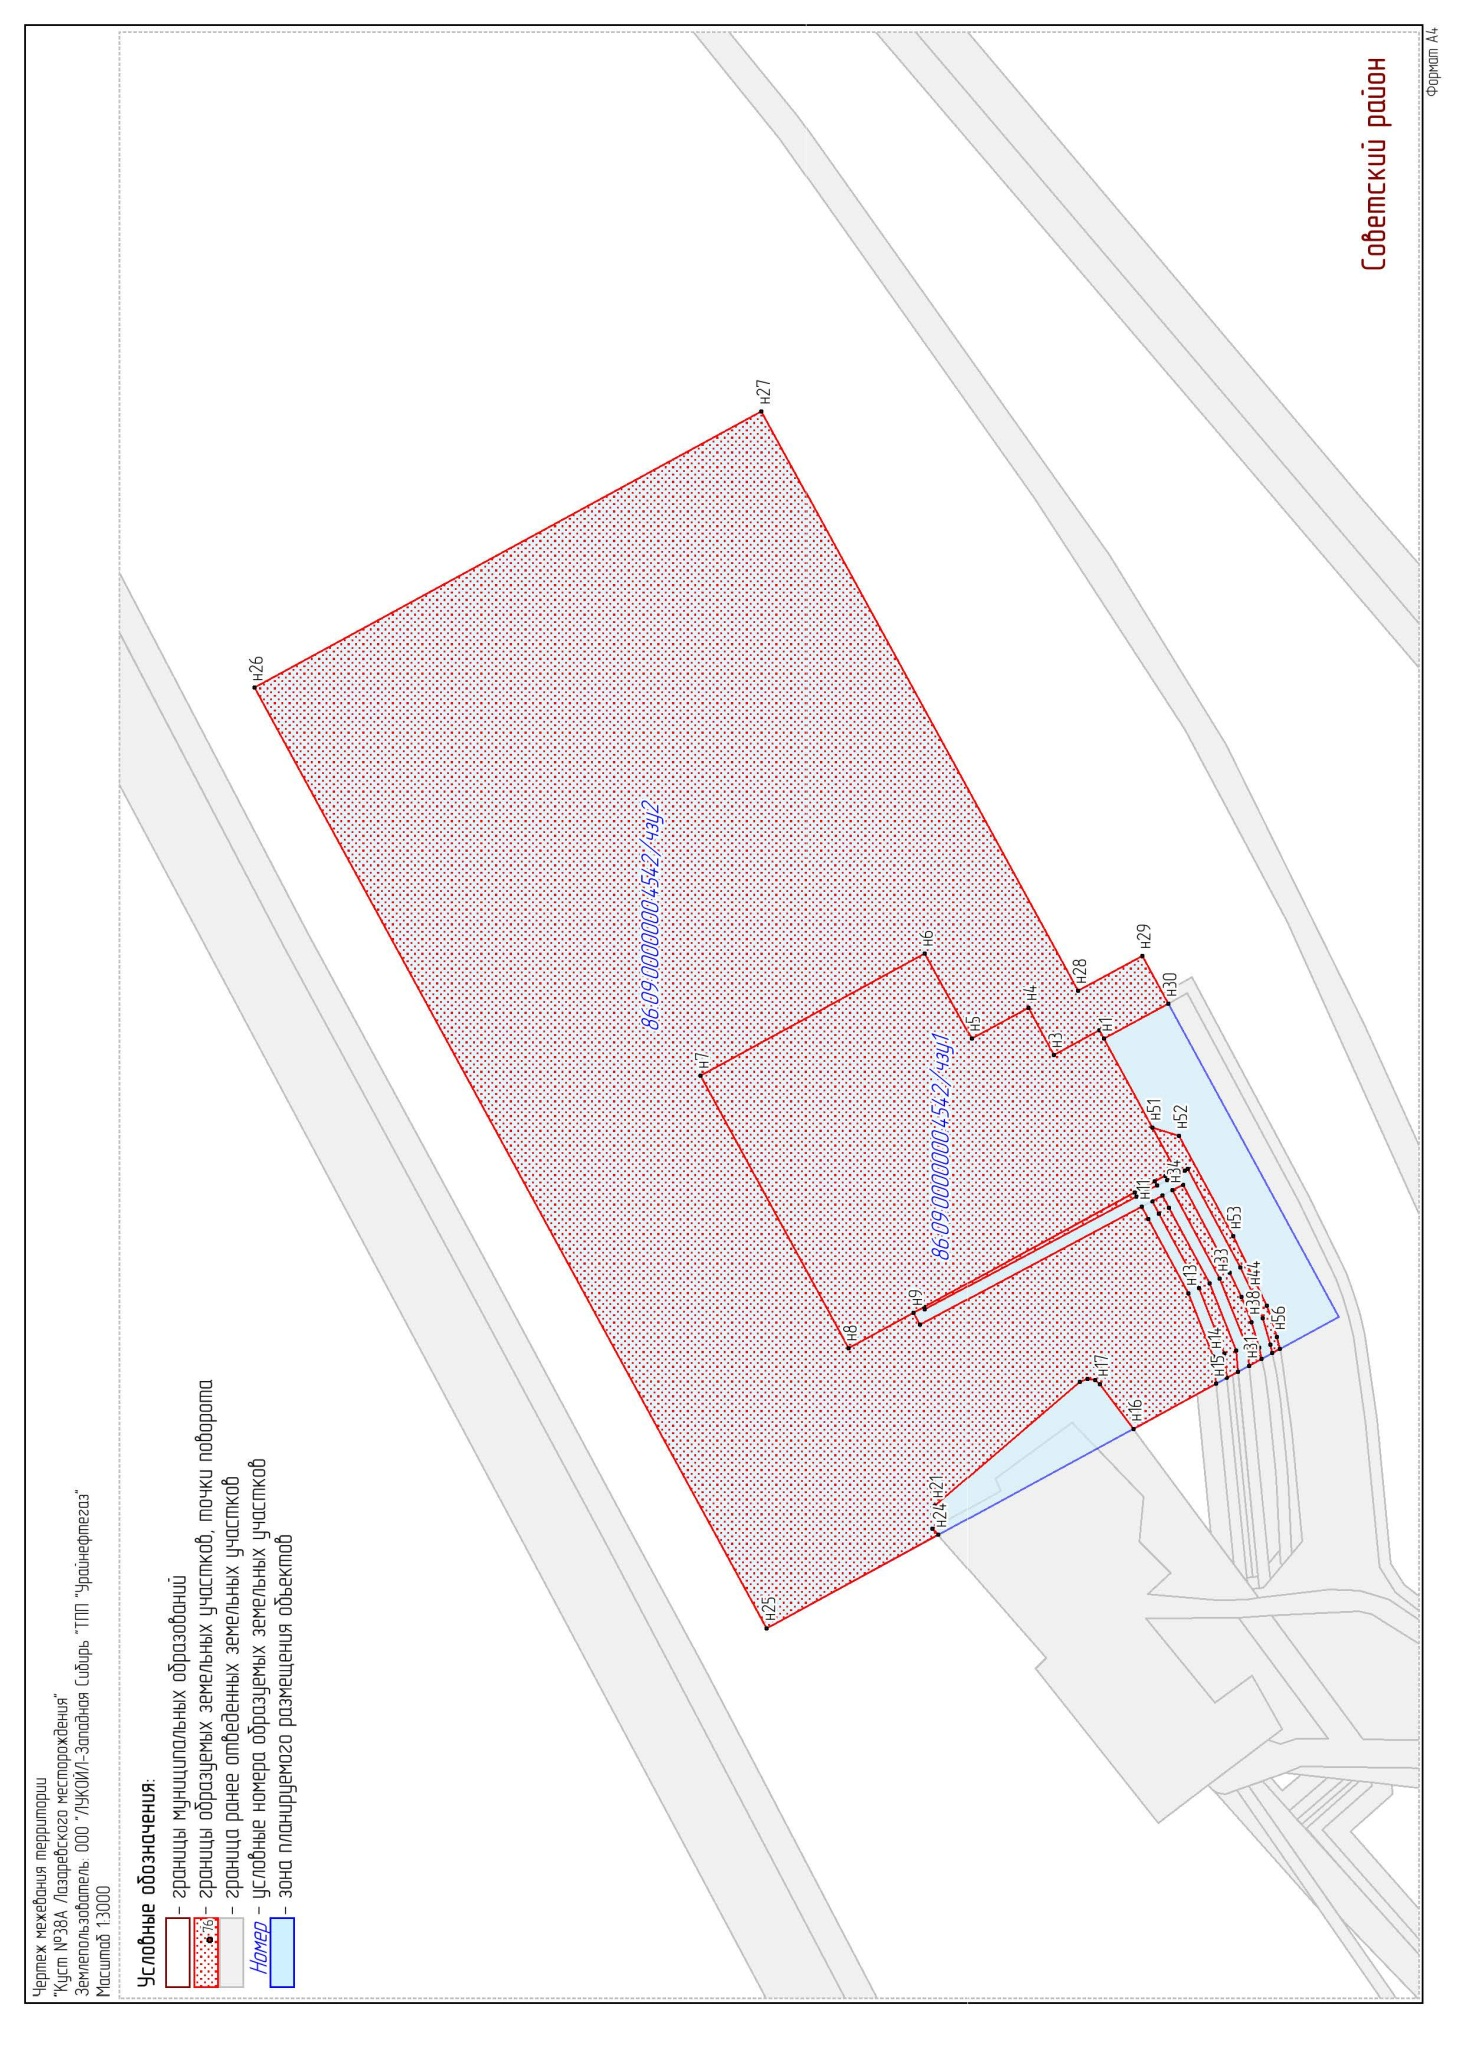 Чертеж межевания территории
"Куст №38А Лазаревского месторождения"
Землепользователь: ООО "ЛУКОЙЛ-Западная Сибирь "ТПП "Урайнефтегаз"
Масштаб 1:3000
Условные обозначения:
- границы муниципальных образований
76 - границы образуемых земельных участков, точки поворота
- граница ранее отведенных земельных участков
Номер - условные номера образуемых земельных участков
- зона планируемого размещения объектов
н26
н27
86:09:0000000:4542/чзу2
н7
н6
н5
н4
н28
н29
н3
н1
н30
86:09:0000000:4542/чзу1
н8
н9
н11
н34
н51
н52
н53
н13
н33
н44
н14
н38
н15
н31
н56
н17
н16
н21
н24
н25
Советский район
Формат А4